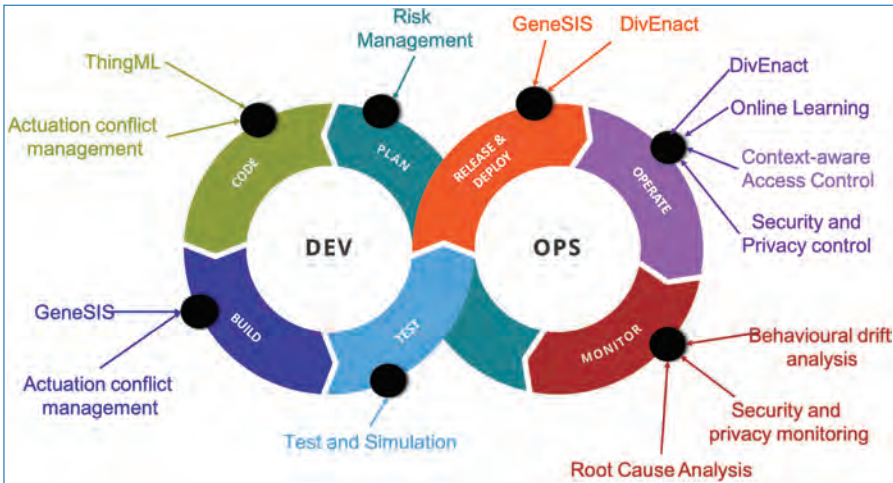 Risk
Management
GeneSIS
DivEnact
ThingML
Actuation conflict
management
DivEnact
Online Learning
Context-aware
Access Control
Security and
Privacy control
CODE
PLAN
RELEASE &
DEPLOY
OPERATE
DEV
OPS
BUILD
TEST
MONITOR
GeneSIS
Actuation conflict
management
Test and Simulation
Behavioural drift
analysis
Security and
privacy monitoring
Root Cause Analysis